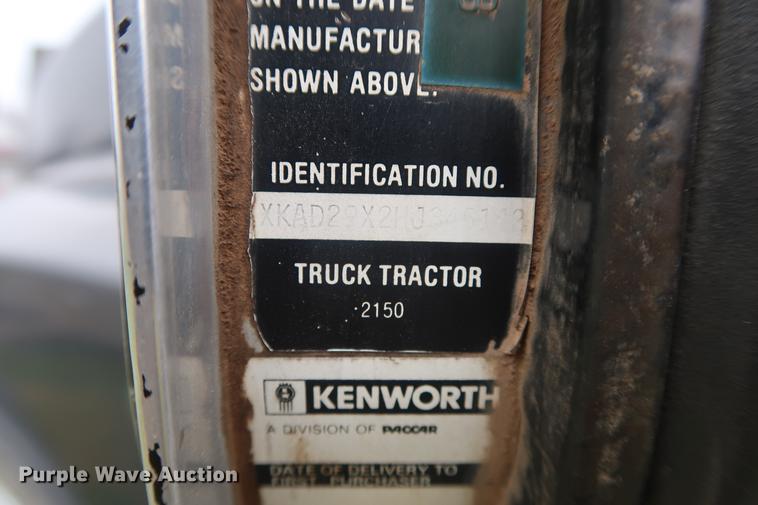 ON THE DATE
MANUFACTUR
SHOWN ABOVE.
IDENTIFICATION NO.
TRUCK TRACTOR
2150
KENWORTH
A DIVISION OF PACCAR
DATE OF DELIVERY TO
FIRST PURCHASER
Purple Wave Auction